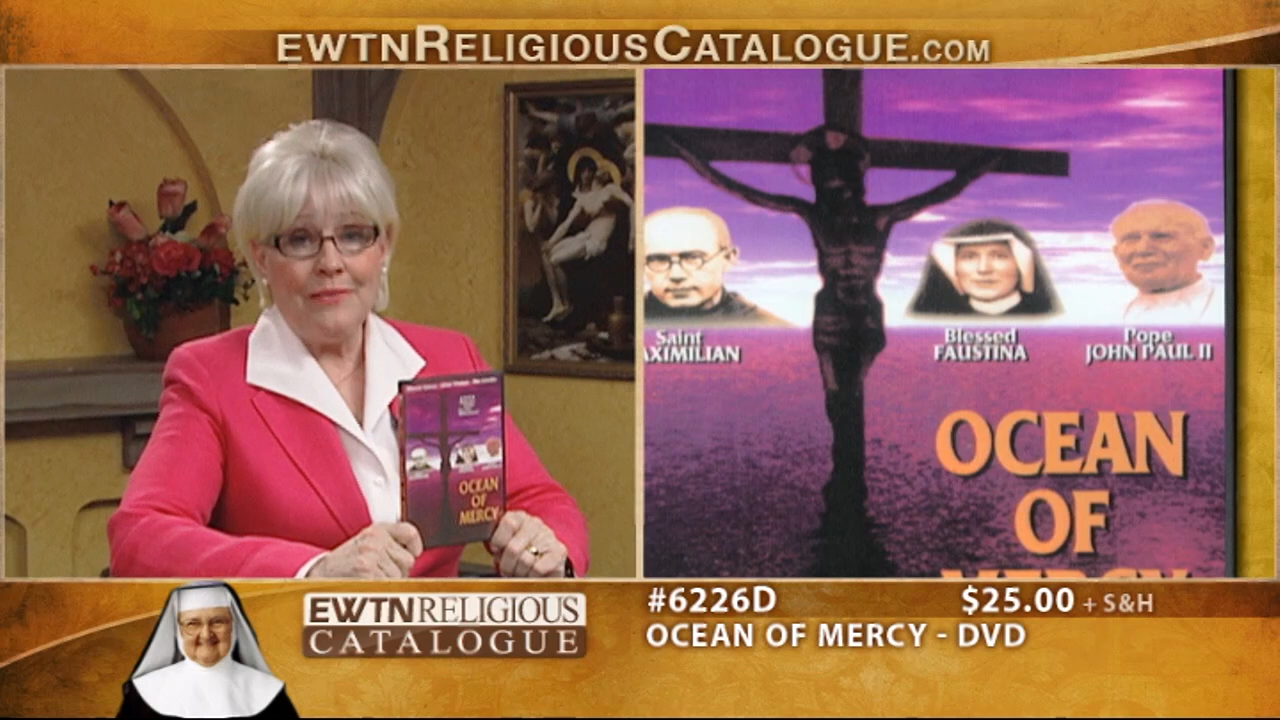 EWTNRELIGIOUSCATALOGUE.COM
Saint
AXIMILIAN
Blessed
FAUSTINA
Pope
JOHN PAUL II
OCEAN
OF
MERCY
OCEAN
OF
MERCY
EWTNRELIGIOUS
CATALOGUE
#6226D
$25.00 + S&H
OCEAN OF MERCY - DVD